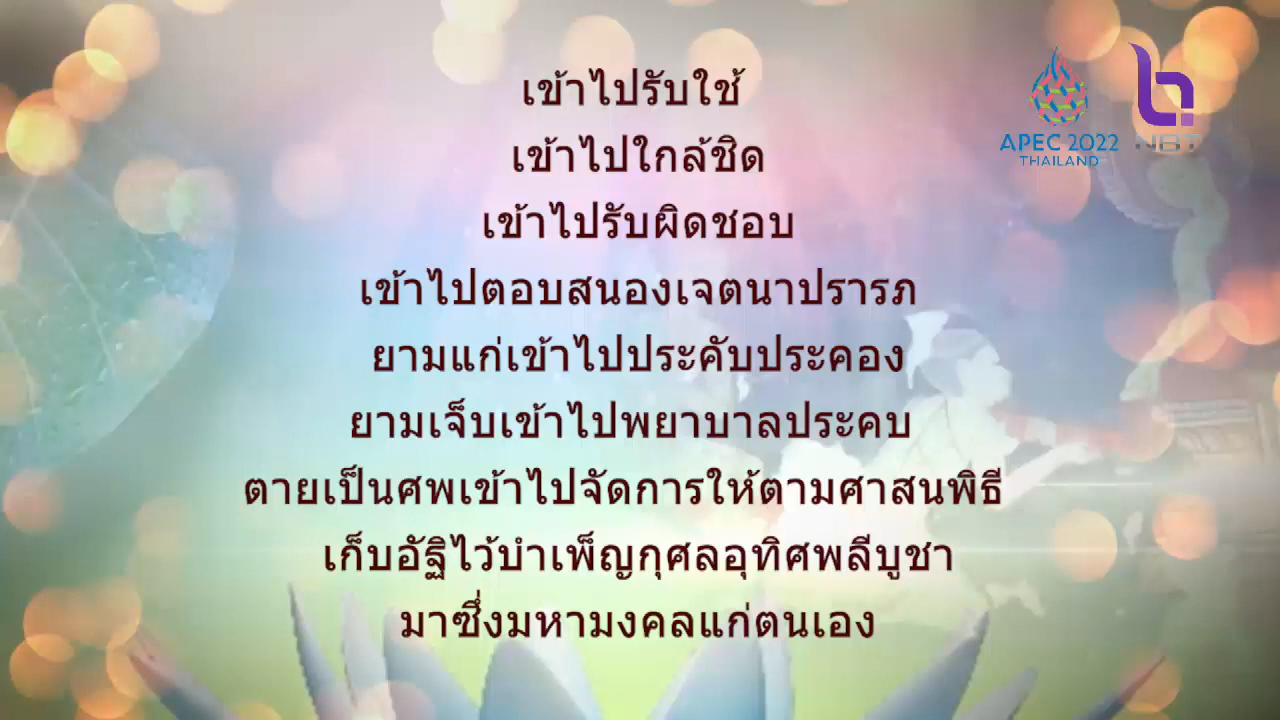 เข้าไปรับใช้
เข้าไปใกล้ชิด
เข้าไปรับผิดชอบ
เข้าไปตอบสนองเจตนาปรารภ
ยามแก่เข้าไปประคับประคอง
ยามเจ็บเข้าไปพยาบาลประคบ
ตายเป็นศพเข้าไปจัดการให้ตามศาสนพิธี
เก็บอัฐิไว้บำเพ็ญกุศลอุทิศพลีบูชา
มาซึ่งมหามงคลแก่ตนเอง
APEC 2022
THAILAND
NBT